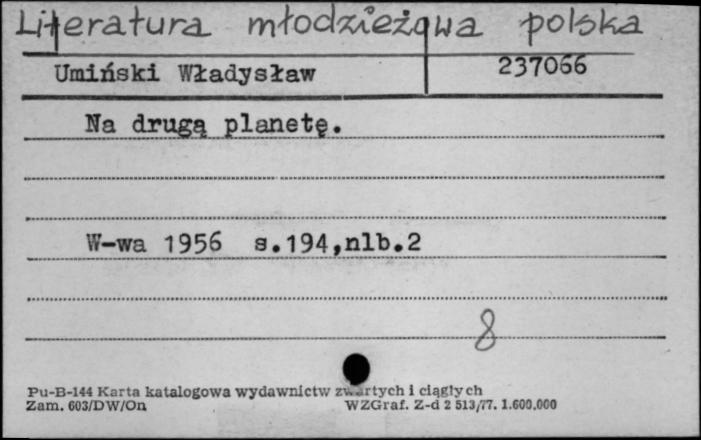 Literatura młodzieżowa polska
Umiński Władysław 237066
Na drugą planetę.
W-wa 1956 s.194,nlb.2
8
Pu-B-144 Karta katalogowa wydawnictw zwartych i ciągłych
Zam. 603/DW/On WZGraf. Z-d 2 513/77. 1.600.000